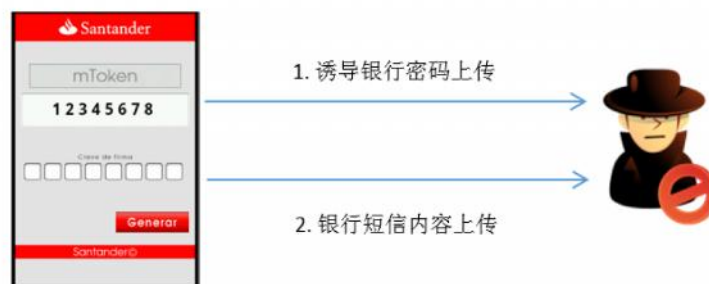 Santander
mToken
12345678
Clave de firma
Generar
Santander©
1. 诱导银行密码上传
2. 银行短信内容上传